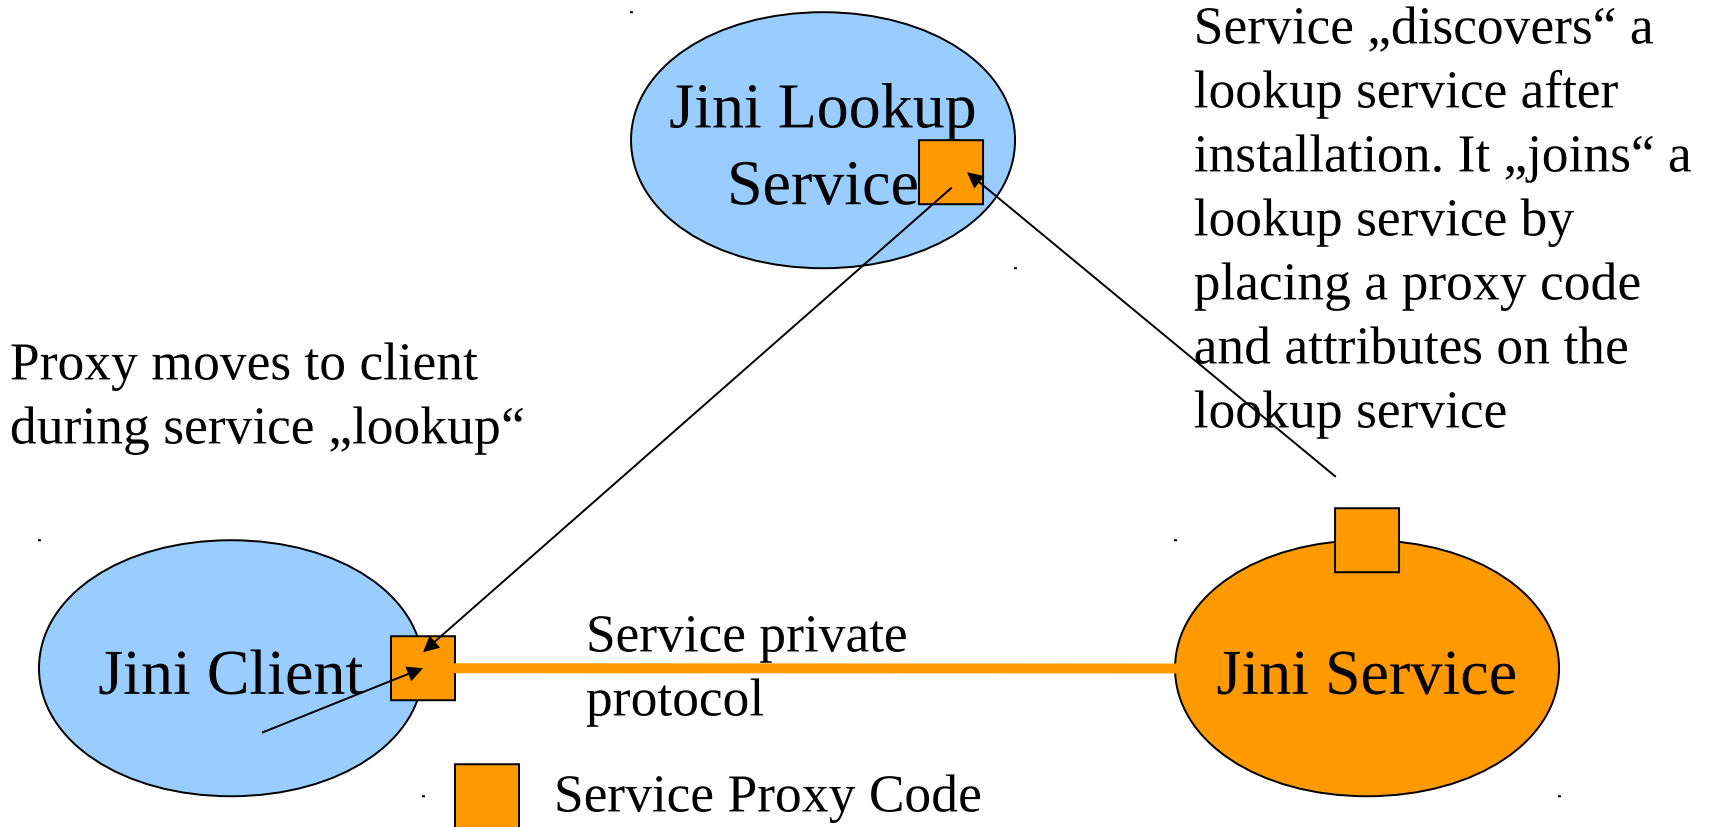 Service „discovers“ a
lookup service after
installation. It „joins“ a
lookup service by
placing a proxy code
and attributes on the
lookup service
Jini Lookup
Service
Proxy moves to client
during service „lookup“
Jini Client
Service private
protocol
Jini Service
Service Proxy Code